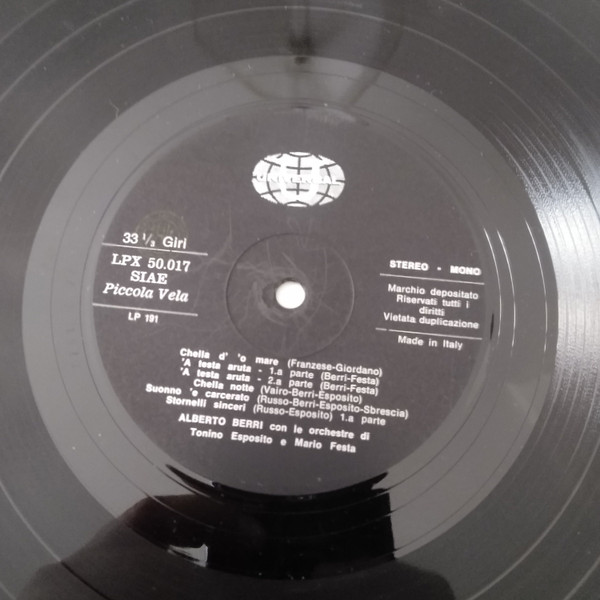 UNIVERSAL
33 ⅓ Giri
LPX 50.017
SIAE
Piccola Vela
LP 191
STEREO - MONO
Marchio depositato
Riservati tutti i
diritti
Vietata duplicazione
Made in Italy
Chella d' 'o mare (Franzese-Giordano)
'A testa aruta - 1.a parte (Berri-Festa)
'A testa aruta - 2.a parte (Berri-Festa)
Chella notte (Vairo-Berri-Esposito)
Suonno 'e carcerato (Russo-Berri-Esposito-Sbrescia)
Stornelli sinceri (Russo-Esposito) 1.a parte
ALBERTO BERRI con le orchestre di
Tonino Esposito e Mario Festa